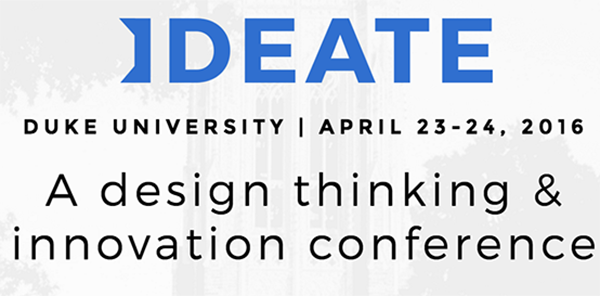 IDEATE
DUKE UNIVERSITY | APRIL 23-24, 2016
A design thinking &
innovation conference